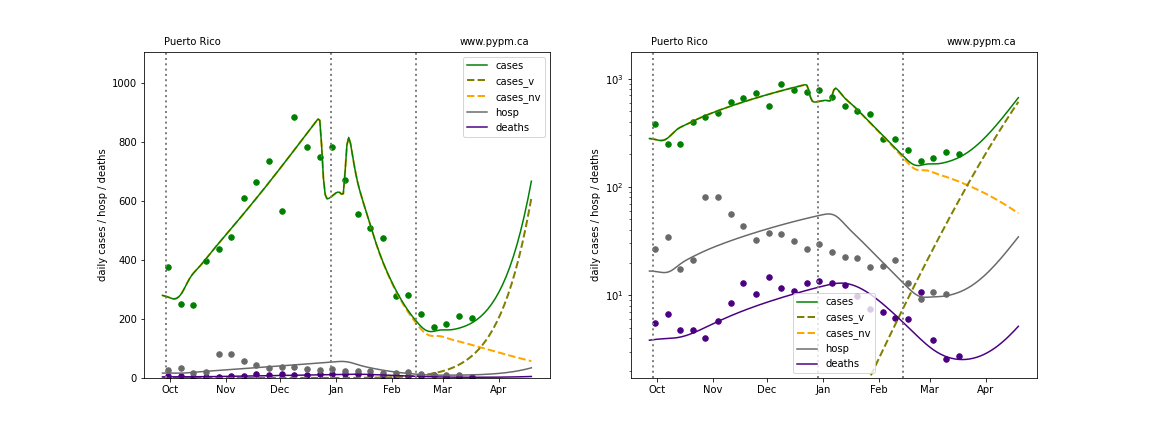 Puerto Rico www.pypm.ca
1000
800
600
400
200
0
daily cases / hosp / deaths
cases
cases_v
cases_nv
hosp
deaths
Oct Nov Dec Jan Feb Mar Apr
Puerto Rico www.pypm.ca
10³
10²
10¹
daily cases / hosp / deaths
cases
cases_v
cases_nv
hosp
deaths
Oct Nov Dec Jan Feb Mar Apr